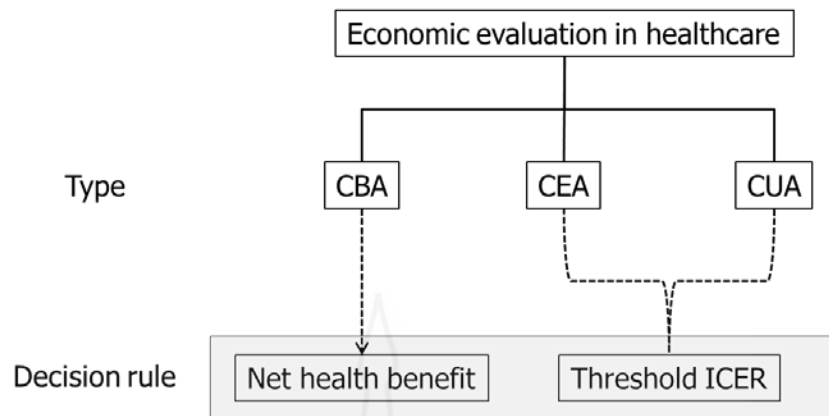 Economic evaluation in healthcare
Type
CBA
CEA
CUA
Decision rule
Net health benefit
Threshold ICER